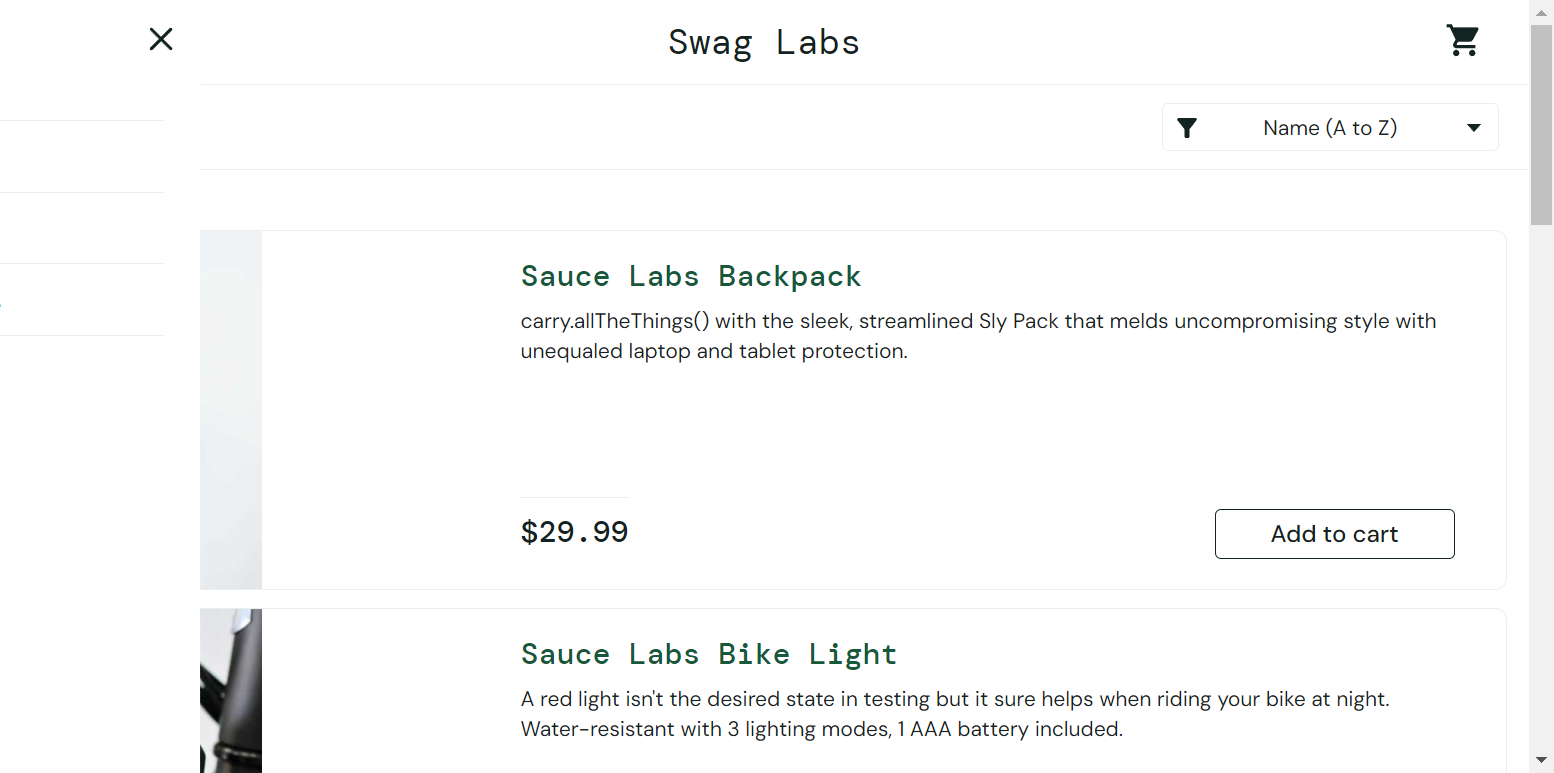 Swag Labs
Name (A to Z)
Sauce Labs Backpack
carry.allTheThings() with the sleek, streamlined Sly Pack that melds uncompromising style with
unequaled laptop and tablet protection.
$29.99
Add to cart
Sauce Labs Bike Light
A red light isn't the desired state in testing but it sure helps when riding your bike at night.
Water-resistant with 3 lighting modes, 1 AAA battery included.